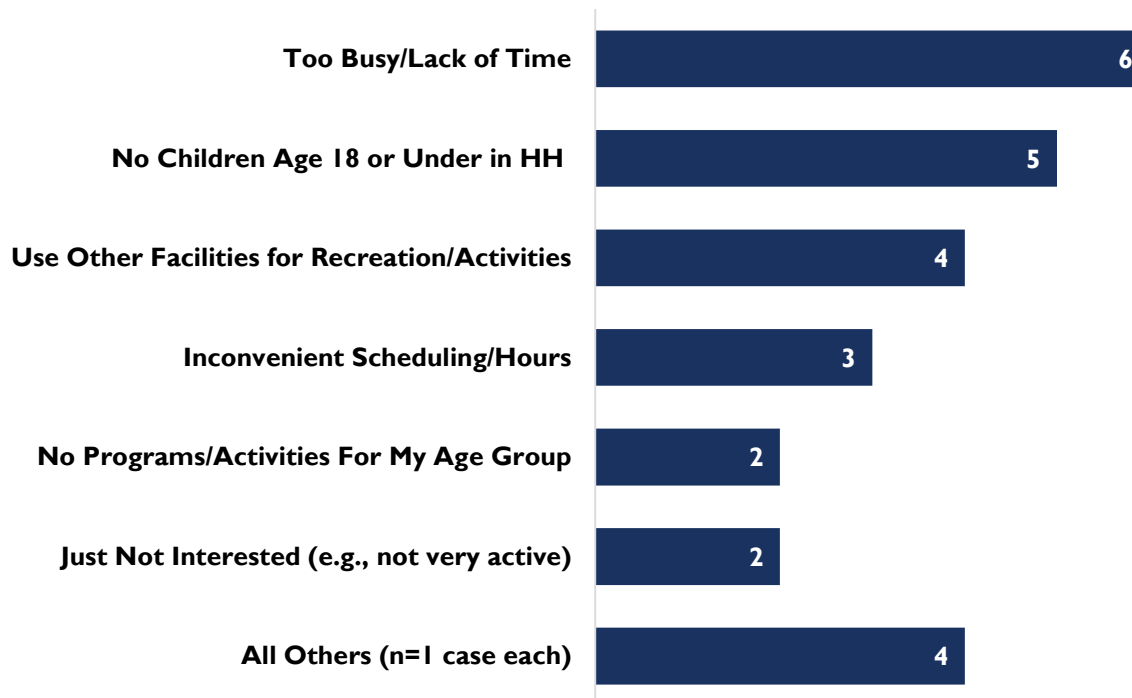 Too Busy/Lack of Time 6
No Children Age 18 or Under in HH 5
Use Other Facilities for Recreation/Activities 4
Inconvenient Scheduling/Hours 3
No Programs/Activities For My Age Group 2
Just Not Interested (e.g., not very active) 2
All Others (n=1 case each) 4